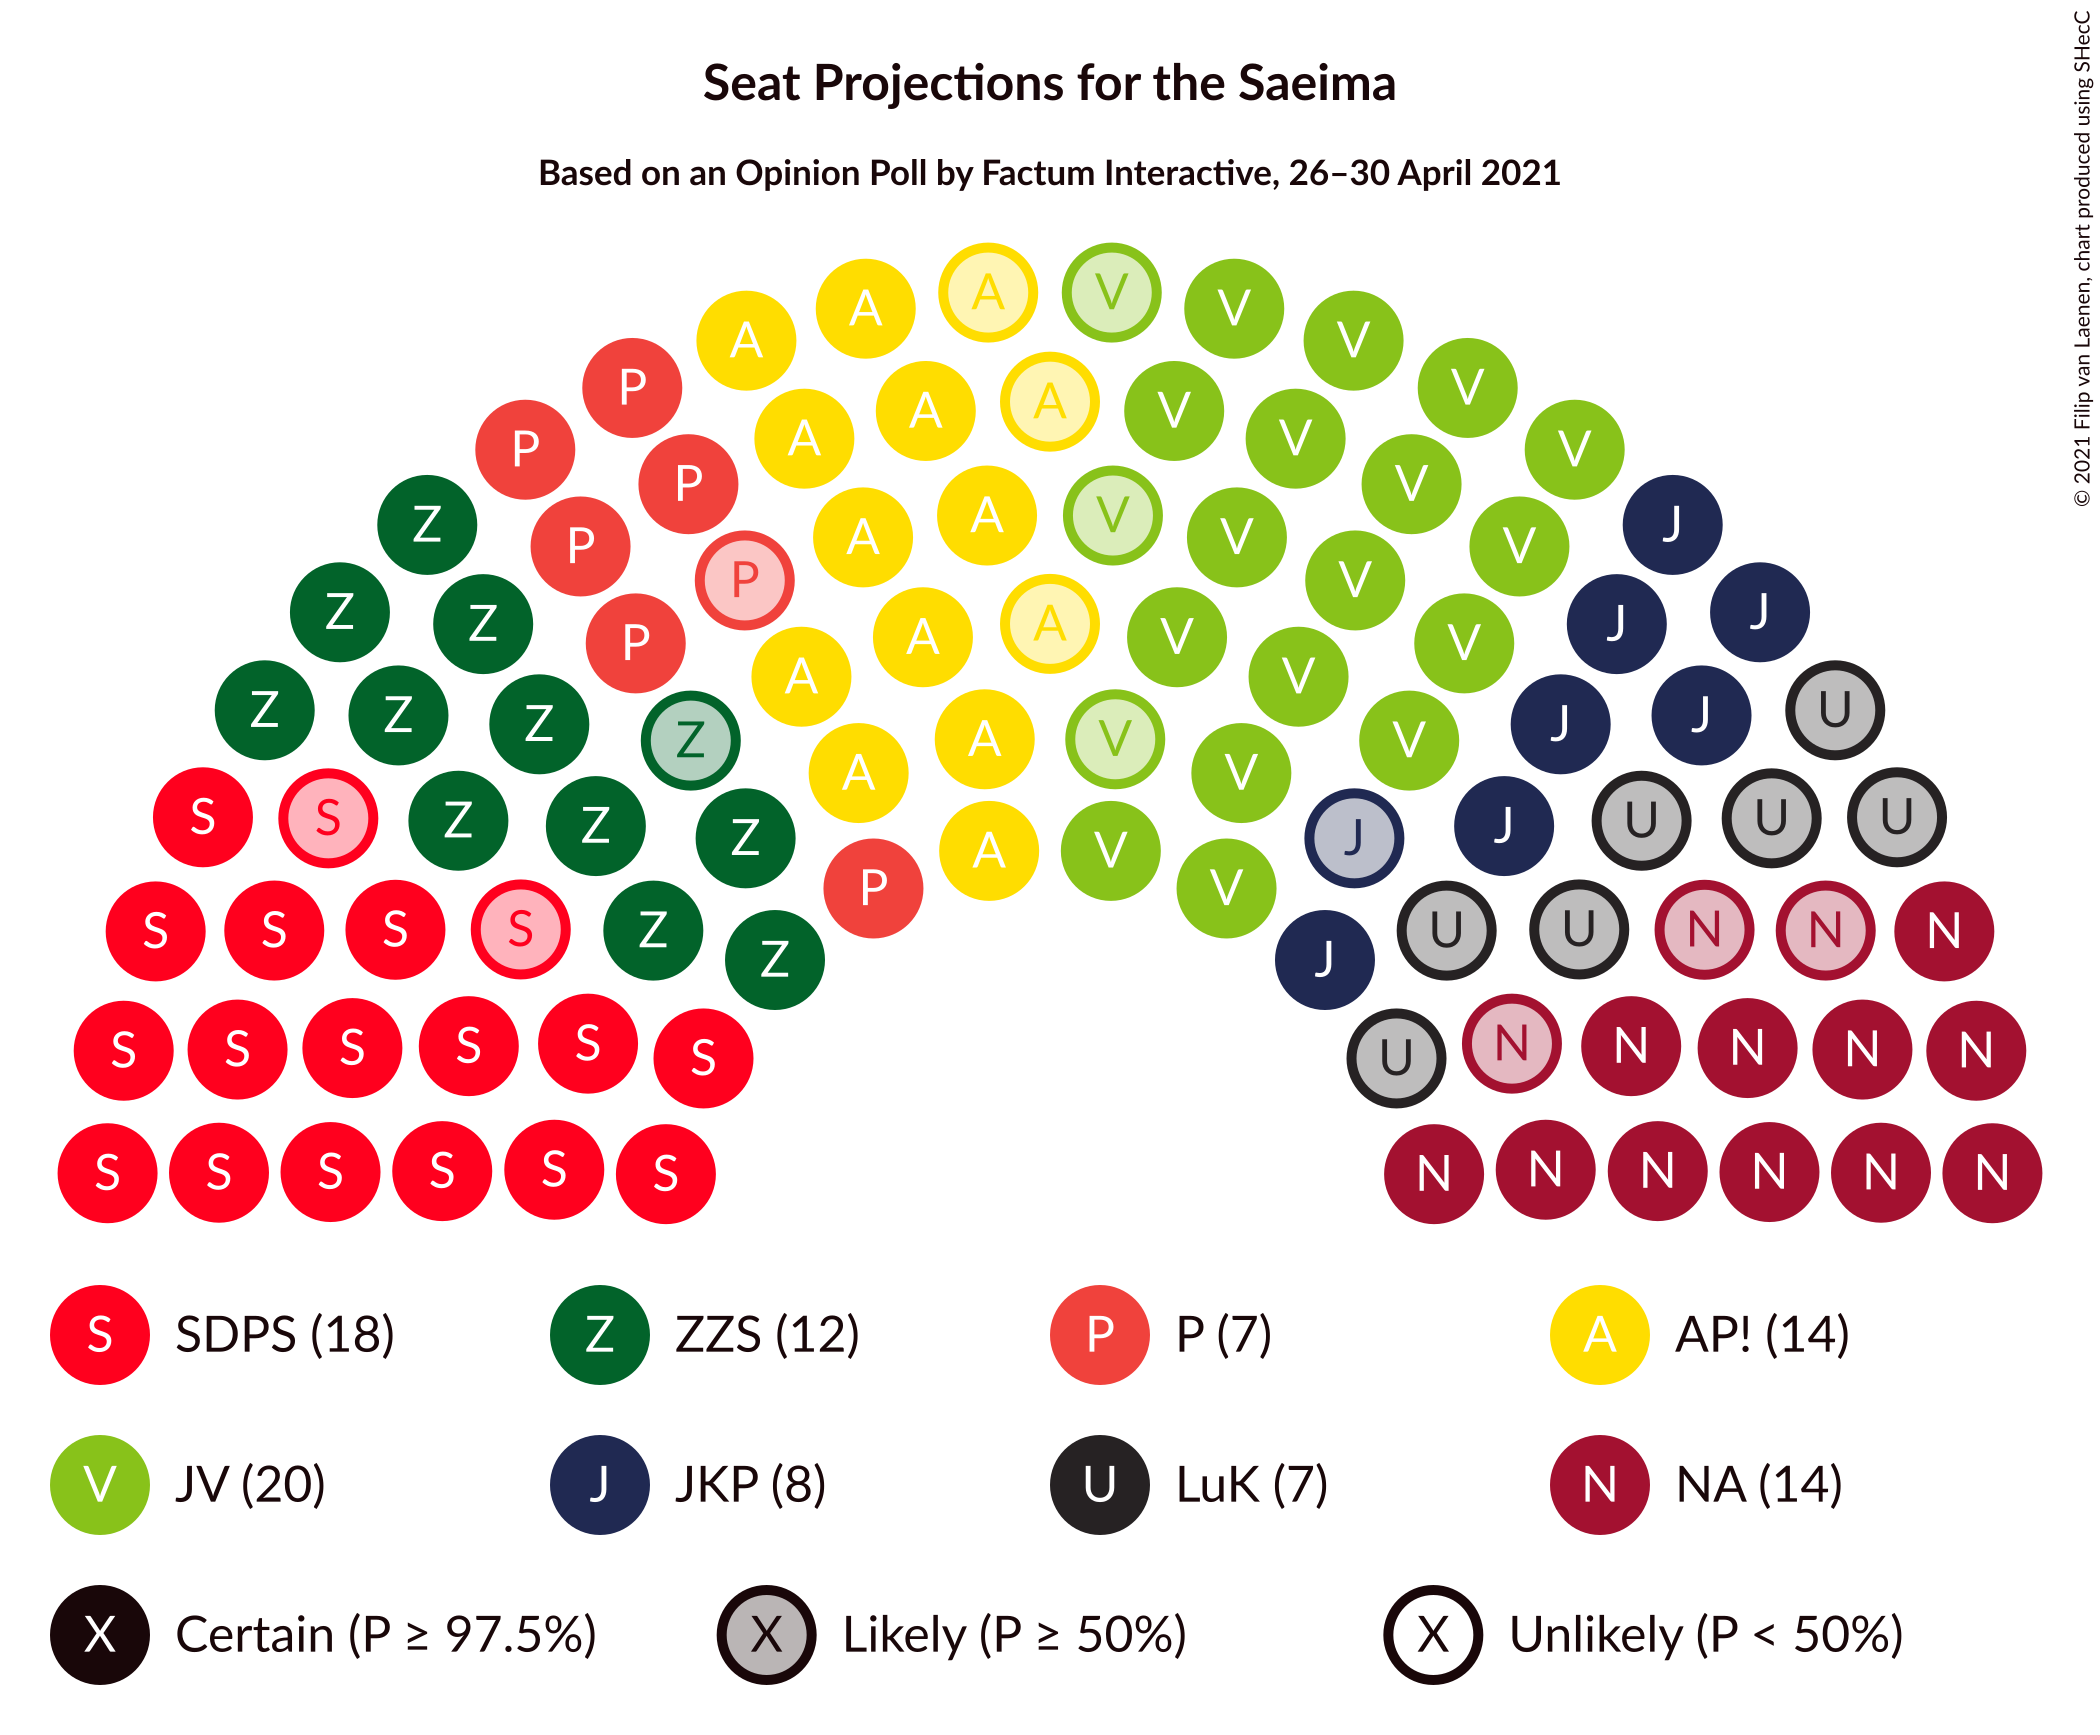 Seat Projections for the Saeima
Based on an Opinion Poll by Factum Interactive, 26–30 April 2021
© 2021 Filip van Laenen, chart produced using SHecC
A V
A V
A V
P V
A
A V
A V
P V
P V
A V
Z J
A V
P V
P V
Z J
Z A J
A V
P V
A V
Z U
Z J
Z J
Z A V V
A V
S S U U
Z U
Z J
Z J
A V
P V
S S S S Z U U N N N
Z J
S S S S S S U N N N N N
S S S S S S N N N N N N
S SDPS (18) Z ZZS (12) P P (7) A AP! (14)
V JV (20) J JKP (8) U LuK (7) N NA (14)
X Certain (P ≥ 97.5%) X Likely (P ≥ 50%) X Unlikely (P < 50%)